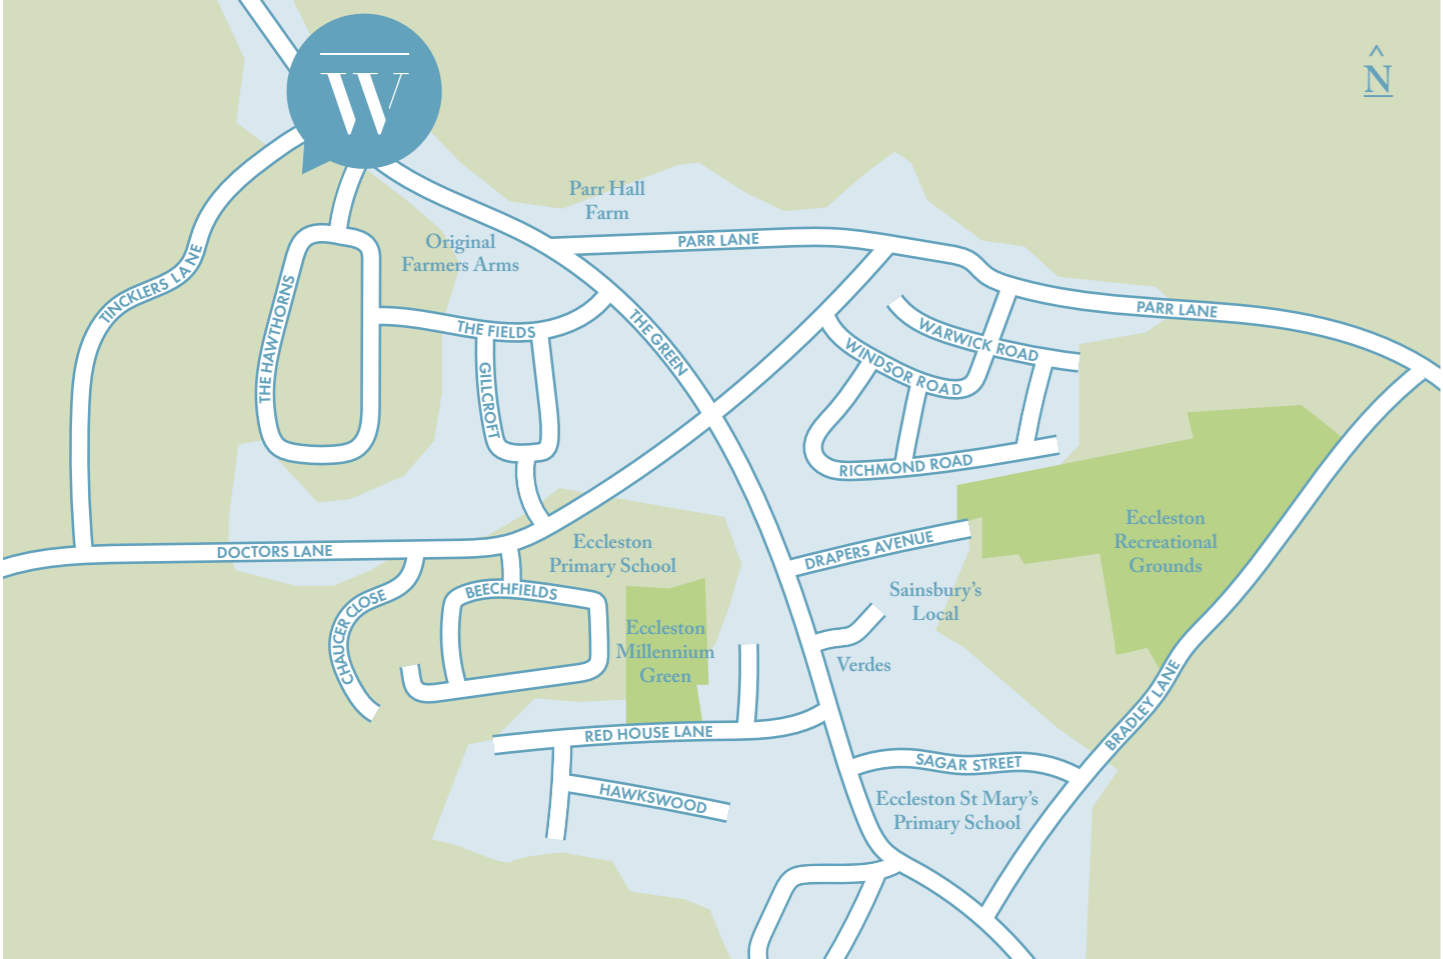 W
N
Parr Hall
Farm
PARR LANE
Original
Farmers Arms
TINCKLERS LANE
THE HAWTHORNS
THE FIELDS
THE GREEN
GILLCROFT
PARR LANE
WARWICK ROAD
WINDSOR ROAD
RICHMOND ROAD
DOCTORS LANE
Eccleston
Primary School
DRAPERS AVENUE
Eccleston
Recreational
Grounds
CHAUCER CLOSE
BEECHFIELDS
Sainsbury's
Local
Eccleston
Millennium
Green
Verdes
BRADLEY LANE
RED HOUSE LANE
SAGAR STREET
HAWKSWOOD
Eccleston St Mary's
Primary School